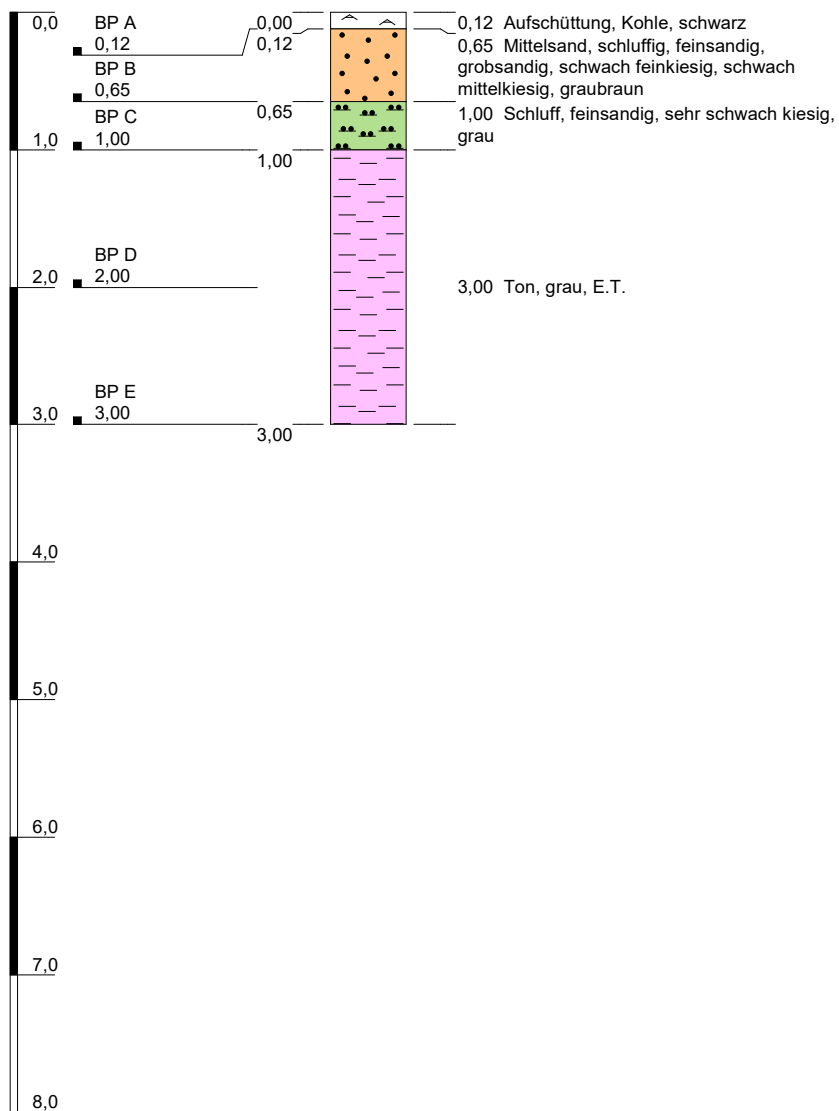 0,0
1,0
2,0
3,0
4,0
5,0
6,0
7,0
8,0
BP A
0,12
BP B
0,65
BP C
1,00
BP D
2,00
BP E
3,00
0,00
0,12
0,65
1,00
3,00
0,12 Aufschüttung, Kohle, schwarz
0,65 Mittelsand, schluffig, feinsandig,
grobsandig, schwach feinkiesig, schwach
mittelkiesig, graubraun
1,00 Schluff, feinsandig, sehr schwach kiesig,
grau
3,00 Ton, grau, E.T.